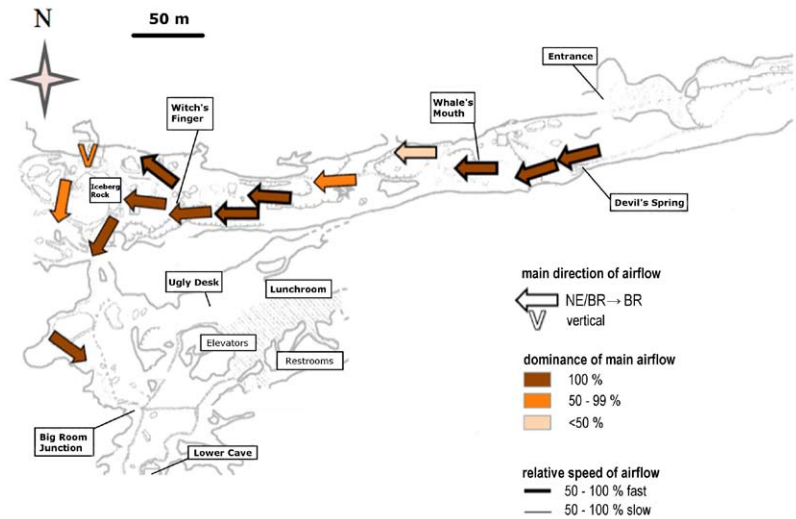 N
50 m
Entrance
Whale's
Mouth
Witch's
Finger
V
Iceberg
Rock
Devil's Spring
Ugly Desk
Lunchroom
Elevators
Restrooms
Big Room
Junction
Lower Cave
main direction of airflow
NE/BR→BR
V vertical
dominance of main airflow
100 %
50 - 99 %
<50 %
relative speed of airflow
50 - 100 % fast
50 - 100 % slow